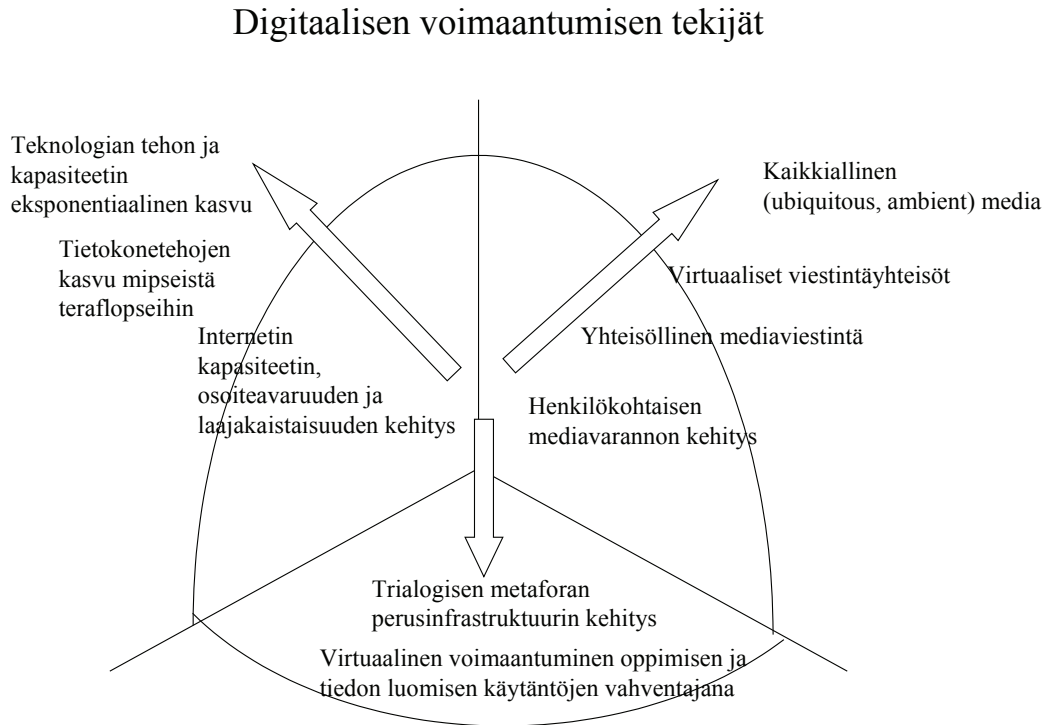 Digitaalisen voimaantumisen tekijät
Teknologian tehon ja
kapasiteetin
eksponentiaalinen kasvu
Tietokonetehojen
kasvu mipseistä
teraflopseihin
Internetin
kapasiteetin,
osoiteavaruuden ja
laajakaistaisuuden kehitys
Kaikkiallinen
(ubiquitous, ambient) media
Virtuaaliset viestintäyhteisöt
Yhteisöllinen mediaviestintä
Henkilökohtaisen
mediavarannon kehitys
Trialogisen metaforan
perusinfrastruktuurin kehitys
Virtuaalinen voimaantuminen oppimisen ja
tiedon luomisen käytäntöjen vahventajana